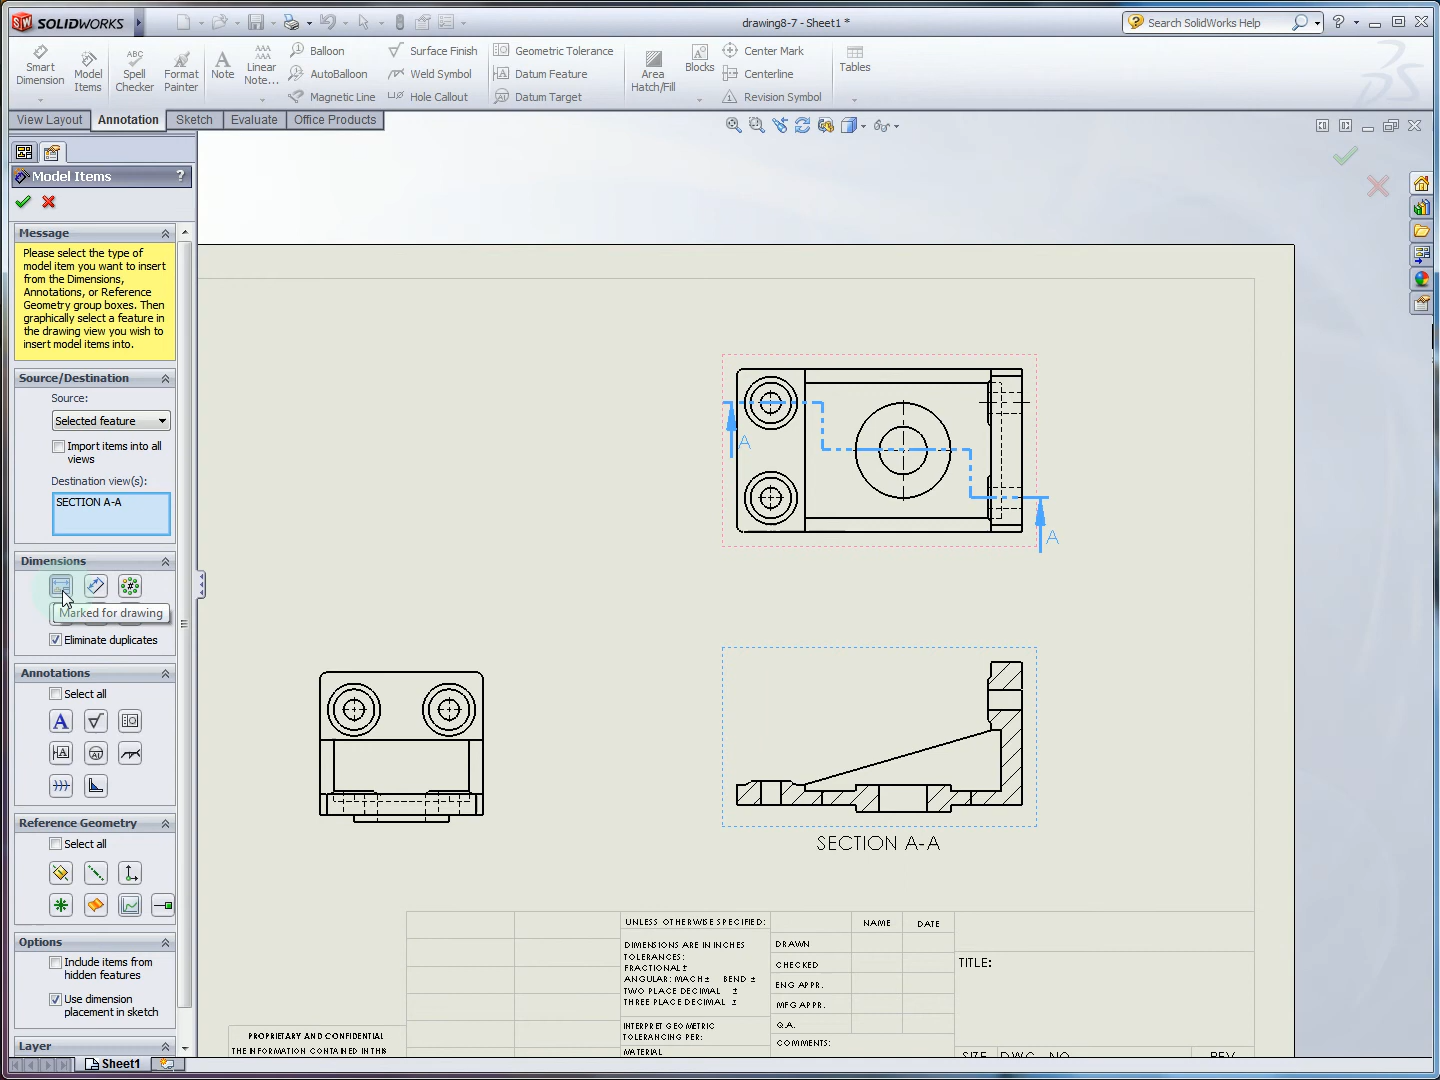 SOLIDWORKS
drawing8-7 - Sheet1 *
Search SolidWorks Help
Smart Dimension
Model Items
ABC
Spell Checker
Format Painter
Note
AAA
AAA
Linear Note...
Balloon
AutoBalloon
Magnetic Line
Surface Finish
Weld Symbol
Hole Callout
Geometric Tolerance
Datum Feature
Datum Target
Area Hatch/Fill
Blocks
Center Mark
Centerline
Revision Symbol
Tables
View Layout
Annotation
Sketch
Evaluate
Office Products
Model Items
?
Message
Please select the type of
model item you want to insert
from the Dimensions,
Annotations, or Reference
Geometry group boxes. Then
graphically select a feature in
the drawing view you wish to
insert model items into.
Source/Destination
Source:
Selected feature
Import items into all
views
Destination view(s):
SECTION A-A
Dimensions
Marked for drawing
Eliminate duplicates
Annotations
Select all
A
Reference Geometry
Select all
Options
Include items from
hidden features
Use dimension
placement in sketch
Layer
Sheet1
A
A
SECTION A-A
UNLESS OTHERWISE SPECIFIED:
DIMENSIONS ARE IN INCHES
TOLERANCES:
FRACTIONAL ±
ANGULAR: MACH ± BEND ±
TWO PLACE DECIMAL ±
THREE PLACE DECIMAL ±
INTERPRET GEOMETRIC
TOLERANCING PER:
MATERIAL
NAME
DATE
DRAWN
CHECKED
ENG APPR.
MFG APPR.
Q.A.
COMMENTS:
TITLE:
SIZE DWG. NO. REV
PROPRIETARY AND CONFIDENTIAL
THE INFORMATION CONTAINED IN THIS